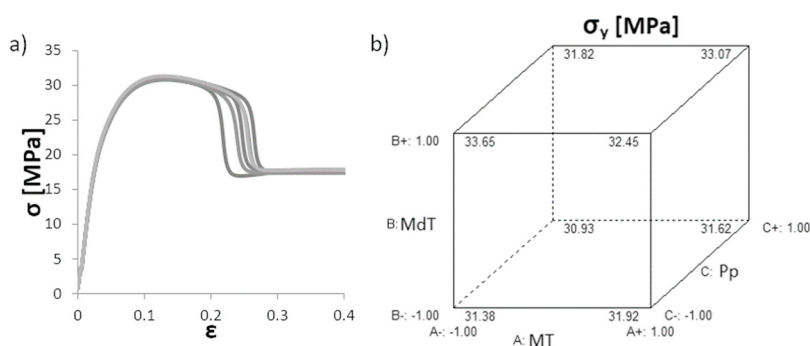 a)
σ [MPa]
35
30
25
20
15
10
5
0
0
0.1
0.2
0.3
0.4
ε
b)
σy [MPa]
31.82
33.07
B+: 1.00
33.65
32.45
B: MdT
30.93
31.62
C+: 1.00
C: Pp
B-: -1.00
31.38
31.92
C-: -1.00
A-: -1.00
A: MT
A+: 1.00